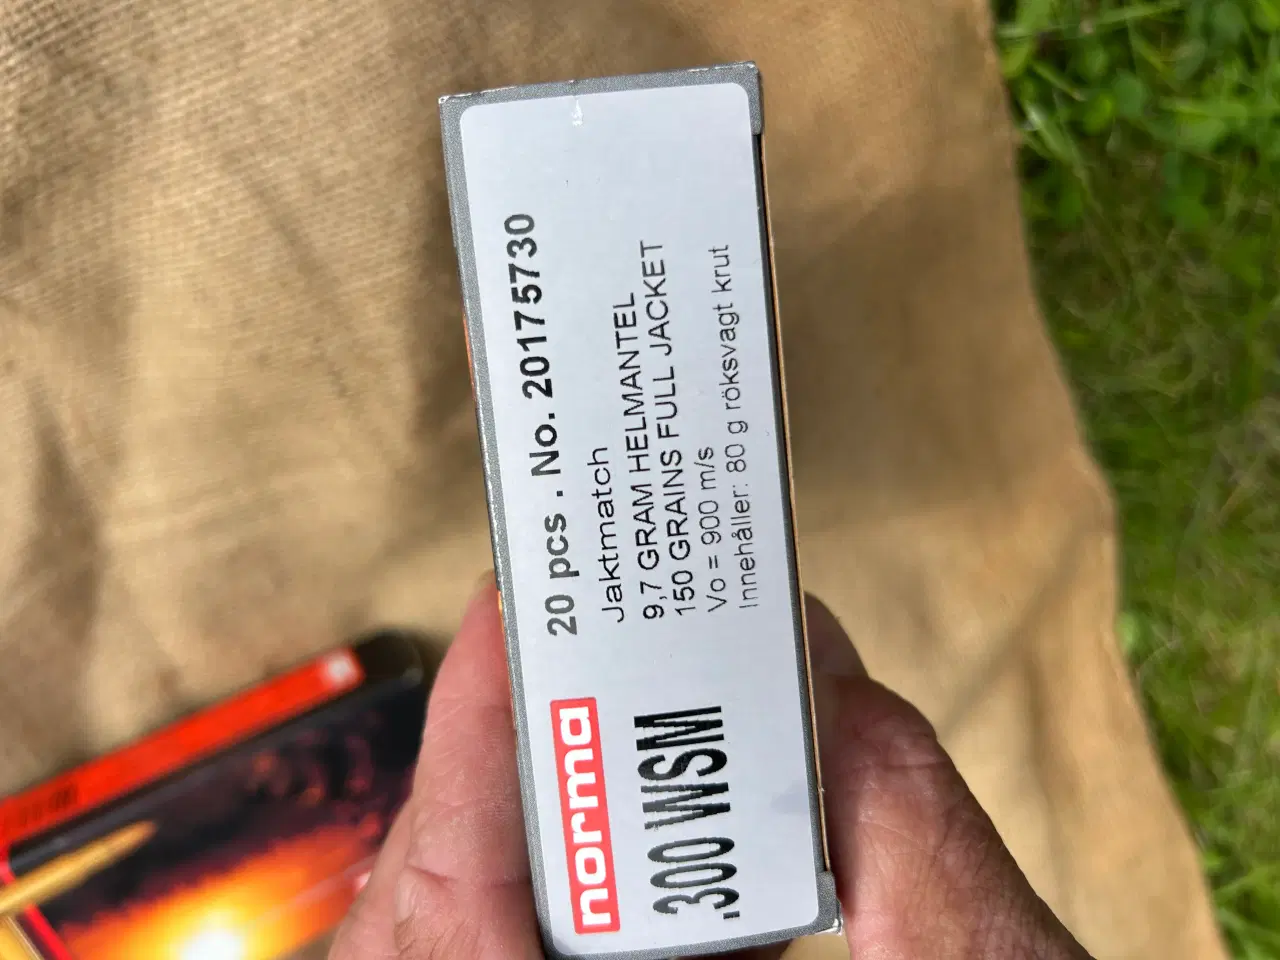 norma
.300 WSM
20 pcs . No. 20175730
Jaktmatch
9,7 GRAM HELMANTEL
150 GRAINS FULL JACKET
Vo = 900 m/s
Innehåller: 80 g röksvagt krut